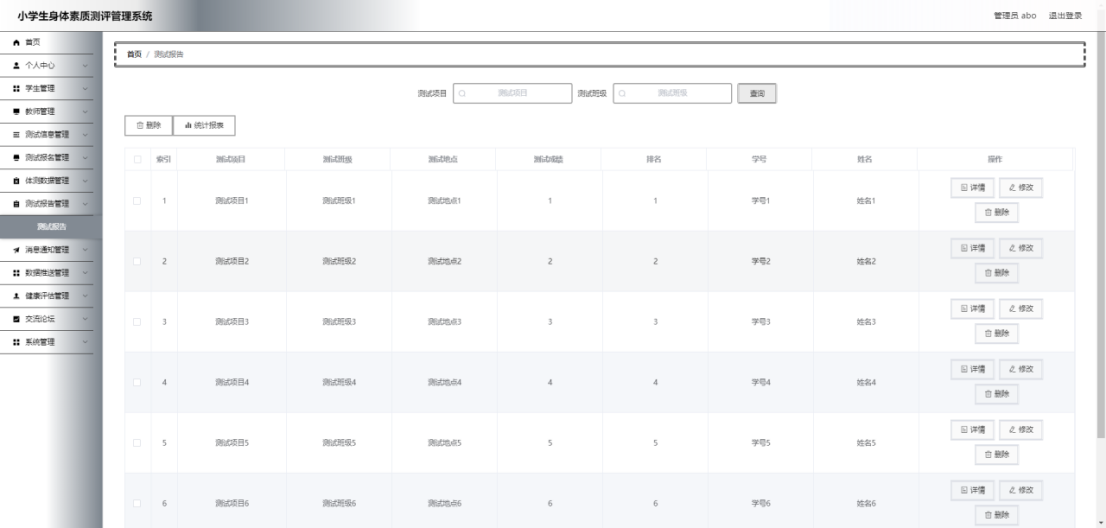 小学生身体素质测评管理系统
管理员 abo 退出登录
首页
个人中心
学生管理
教师管理
测试信息管理
测试报名管理
体测数据管理
测试报告管理
测试报告
消息通知管理
数据推送管理
健康评估管理
交流论坛
系统管理
首页 / 测试报告
测试项目 测试项目 测试班级 测试班级 查询
删除 统计报表
索引 测试项目 测试班级 测试地点 测试成绩 排名 学号 姓名 操作
1 测试项目1 测试班级1 测试地点1 1 1 学号1 姓名1 详情 修改
删除
2 测试项目2 测试班级2 测试地点2 2 2 学号2 姓名2 详情 修改
删除
3 测试项目3 测试班级3 测试地点3 3 3 学号3 姓名3 详情 修改
删除
4 测试项目4 测试班级4 测试地点4 4 4 学号4 姓名4 详情 修改
删除
5 测试项目5 测试班级5 测试地点5 5 5 学号5 姓名5 详情 修改
删除
6 测试项目6 测试班级6 测试地点6 6 6 学号6 姓名6 详情 修改
删除